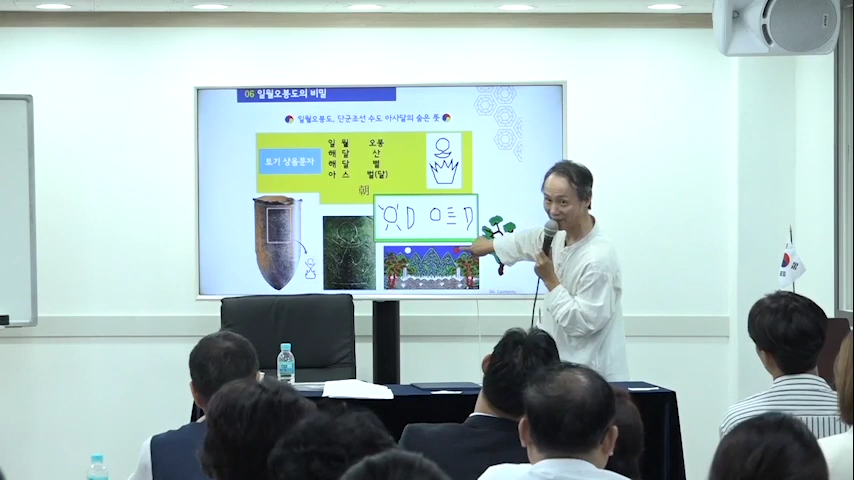 06 일월오봉도의 비밀
일월오봉도, 단군조선 수도 아사달의 숨은 뜻
토기 상용문자
일 월 오봉
해 달 산
해 달 별
아 스 벌(달)
朝